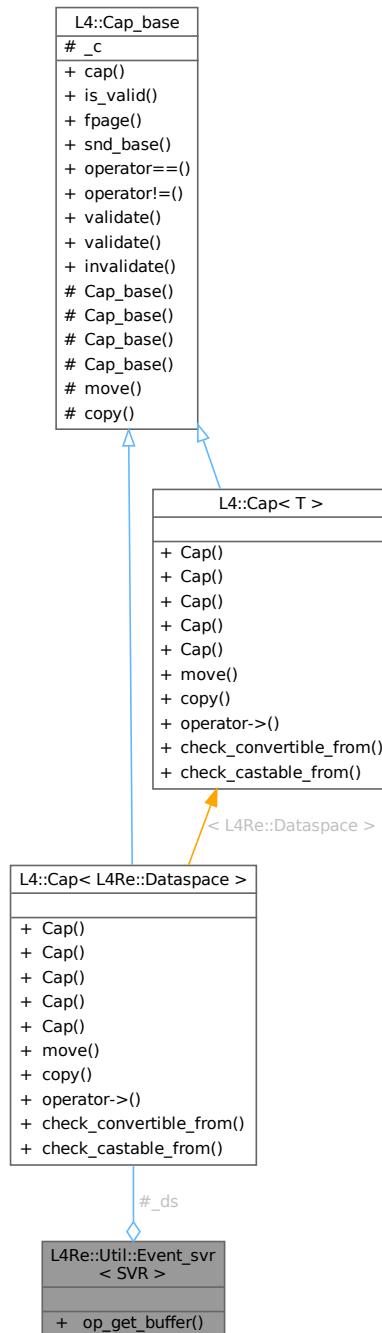 L4::Cap_base
# _c
+ cap()
+ is_valid()
+ fpage()
+ snd_base()
+ operator==()
+ operator!=()
+ validate()
+ validate()
+ invalidate()
# Cap_base()
# Cap_base()
# Cap_base()
# Cap_base()
# move()
# copy()
L4::Cap< T >
+ Cap()
+ Cap()
+ Cap()
+ Cap()
+ Cap()
+ move()
+ copy()
+ operator->()
+ check_convertible_from()
+ check_castable_from()
< L4Re::Dataspace >
L4::Cap< L4Re::Dataspace >
+ Cap()
+ Cap()
+ Cap()
+ Cap()
+ Cap()
+ move()
+ copy()
+ operator->()
+ check_convertible_from()
+ check_castable_from()
#_ds
L4Re::Util::Event_svr
< SVR >
+ op_get_buffer()